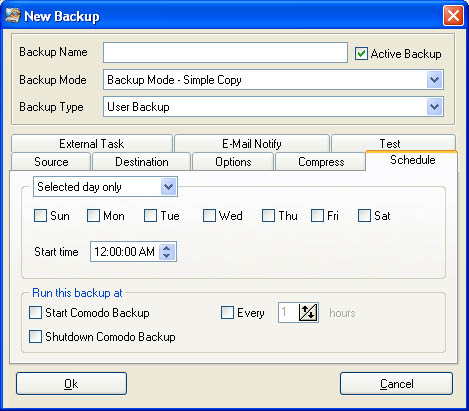 New Backup
Backup Name Active Backup
Backup Mode Backup Mode - Simple Copy
Backup Type User Backup
External Task E-Mail Notify Test
Source Destination Options Compress Schedule
Selected day only
Sun Mon Tue Wed Thu Fri Sat
Start time 12:00:00 AM
Run this backup at
Start Comodo Backup Every 1 hours
Shutdown Comodo Backup
Ok Cancel